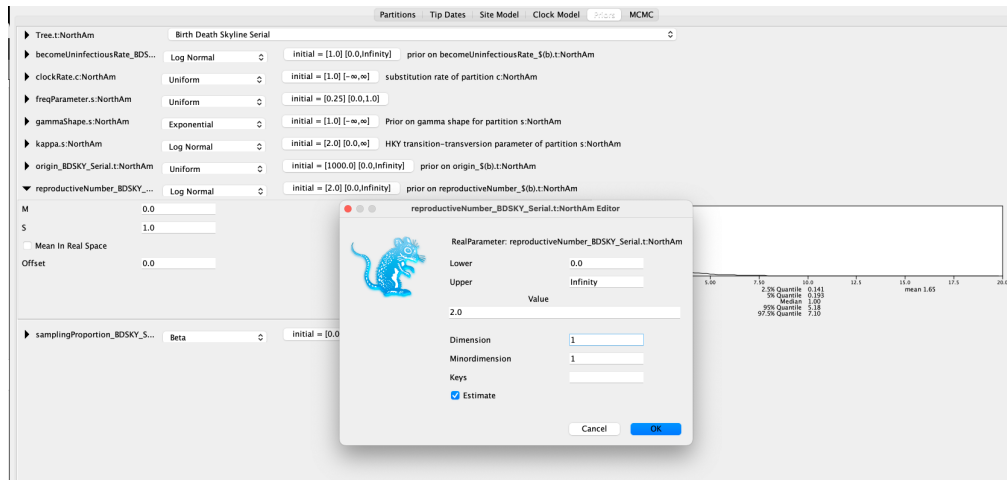 Partitions Tip Dates Site Model Clock Model Priors MCMC
Tree.t:NorthAm Birth Death Skyline Serial
becomeUninfectiousRate_BDS... Log Normal initial = [1.0] [0.0,Infinity] prior on becomeUninfectiousRate_$(b).t:NorthAm
clockRate.c:NorthAm Uniform initial = [1.0] [-∞,∞] substitution rate of partition c:NorthAm
freqParameter.s:NorthAm Uniform initial = [0.25] [0.0,1.0]
gammaShape.s:NorthAm Exponential initial = [1.0] [-∞,∞] Prior on gamma shape for partition s:NorthAm
kappa.s:NorthAm Log Normal initial = [2.0] [0.0,∞] HKY transition-transversion parameter of partition s:NorthAm
origin_BDSKY_Serial.t:NorthAm Uniform initial = [1000.0] [0.0,Infinity] prior on origin_$(b).t:NorthAm
reproductiveNumber_BDSKY_... Log Normal initial = [2.0] [0.0,Infinity] prior on reproductiveNumber_$(b).t:NorthAm
M 0.0
S 1.0
Mean In Real Space
Offset 0.0
reproductiveNumber_BDSKY_Serial.t:NorthAm Editor
RealParameter: reproductiveNumber_BDSKY_Serial.t:NorthAm
Lower 0.0
Upper Infinity
Value
2.0
Dimension 1
Minordimension 1
Keys
Estimate
Cancel OK
5.00 7.50 10.0 12.5 15.0 17.5 20.0
2.5% Quantile 0.141 mean 1.65
5% Quantile 0.193
Median 1.00
95% Quantile 5.18
97.5% Quantile 7.10
samplingProportion_BDSKY_S... Beta initial = [0.0